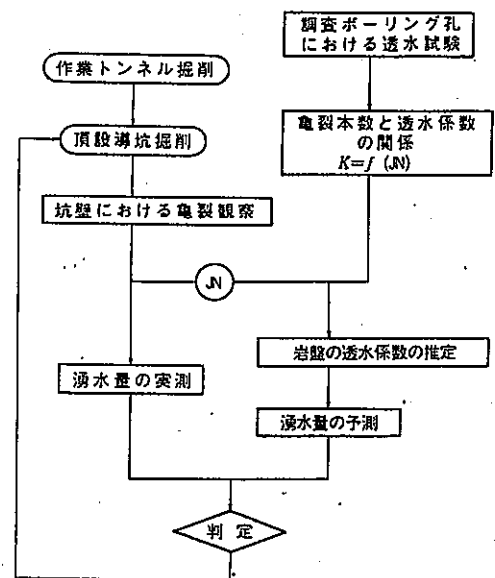 調査ボーリング孔
における透水試験
作業トンネル掘削
亀裂本数と透水係数
の関係
K=f (JN)
頂設導坑掘削
坑壁における亀裂観察
JN
岩盤の透水係数の推定
湧水量の実測
湧水量の予測
判定